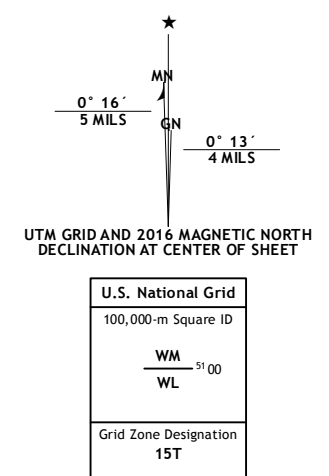 ★
MN
0° 16´
5 MILS
GN
0° 13´
4 MILS
UTM GRID AND 2016 MAGNETIC NORTH
DECLINATION AT CENTER OF SHEET
U.S. National Grid
100,000-m Square ID
WM
51 00
WL
Grid Zone Designation
15T